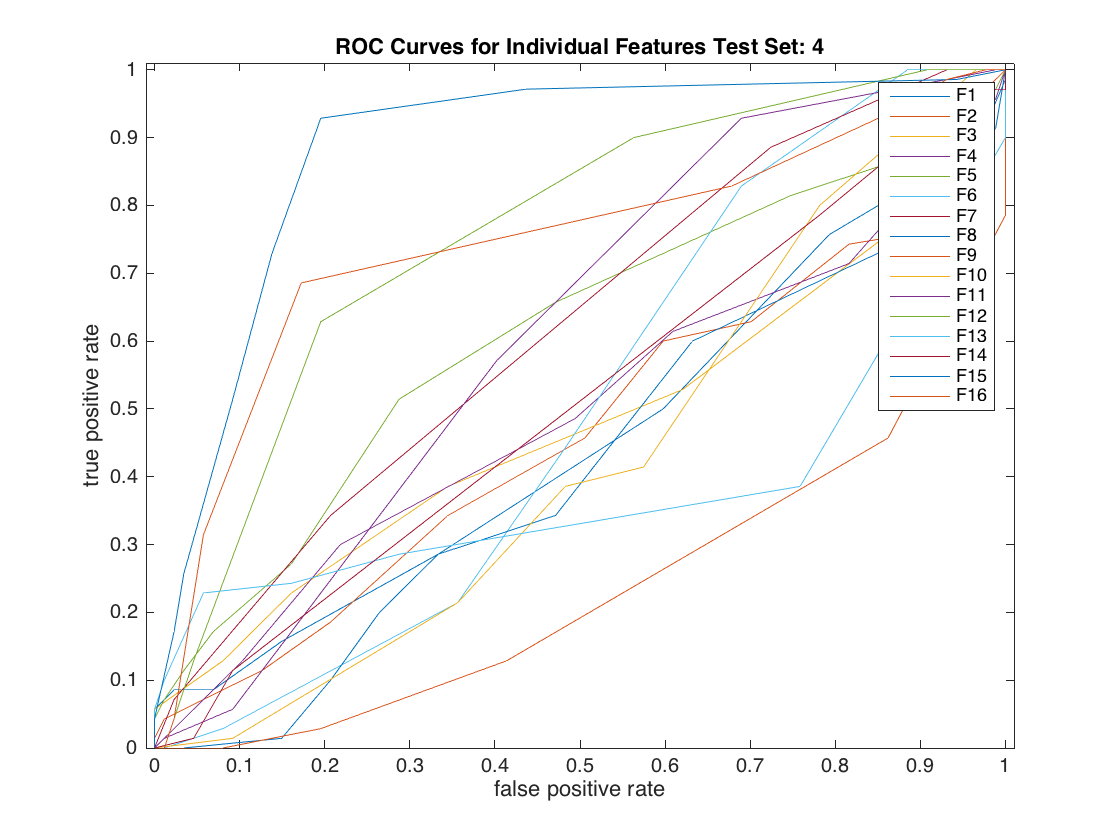 ROC Curves for Individual Features Test Set: 4
1
0.9
0.8
0.7
0.6
0.5
0.4
0.3
0.2
0.1
0
true positive rate
F1
F2
F3
F4
F5
F6
F7
F8
F9
F10
F11
F12
F13
F14
F15
F16
0 0.1 0.2 0.3 0.4 0.5 0.6 0.7 0.8 0.9 1
false positive rate